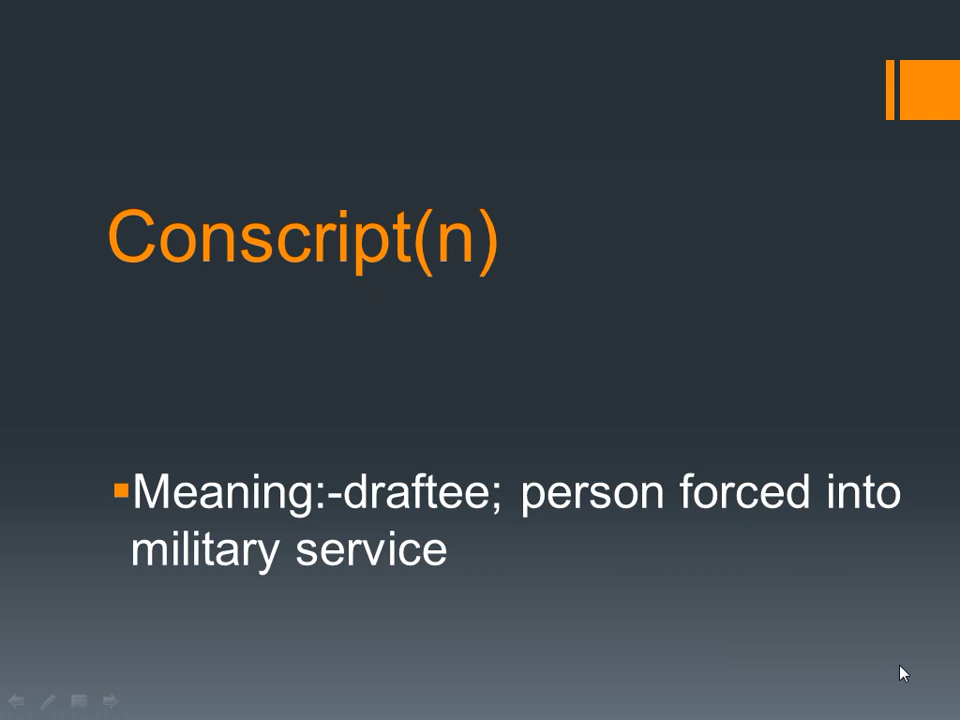 Conscript(n)
Meaning:-draftee; person forced into
military service